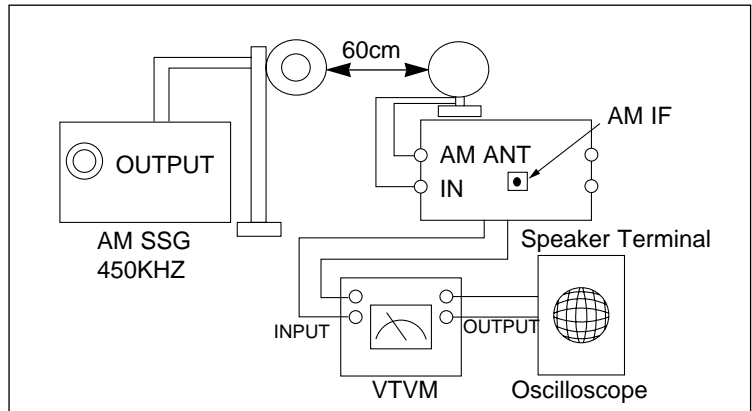 60cm
AM IF
OUTPUT
AM ANT
IN
AM SSG
450KHZ
Speaker Terminal
INPUT
OUTPUT
VTVM
Oscilloscope